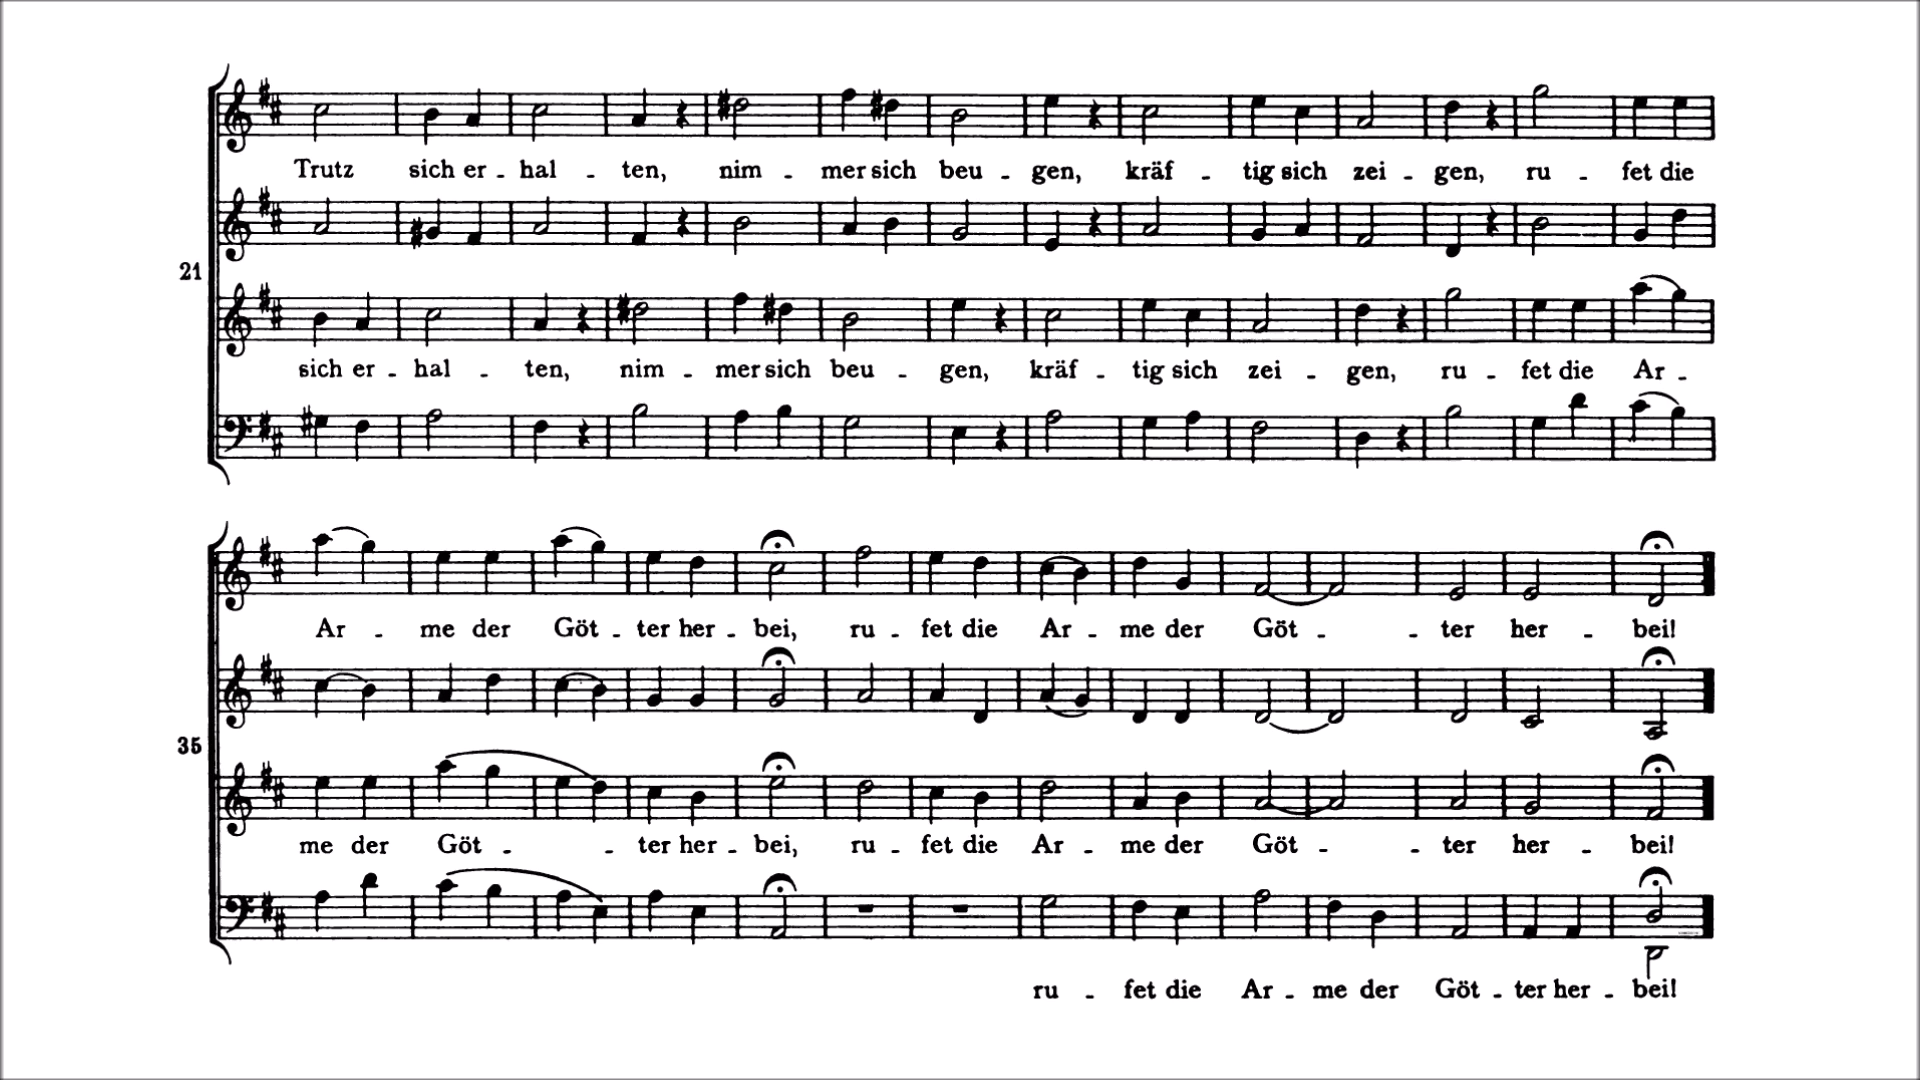 Trutz sich er - hal - ten, nim - mer sich beu - gen, kräf - tig sich zei - gen, ru - fet die
21
sich er - hal - ten, nim - mer sich beu - gen, kräf - tig sich zei - gen, ru - fet die Ar -
Ar - me der Göt - ter her - bei, ru - fet die Ar - me der Göt - - ter her - bei!
35
me der Göt - - ter her - bei, ru - fet die Ar - me der Göt - - ter her - bei!
ru - fet die Ar - me der Göt - ter her - bei!